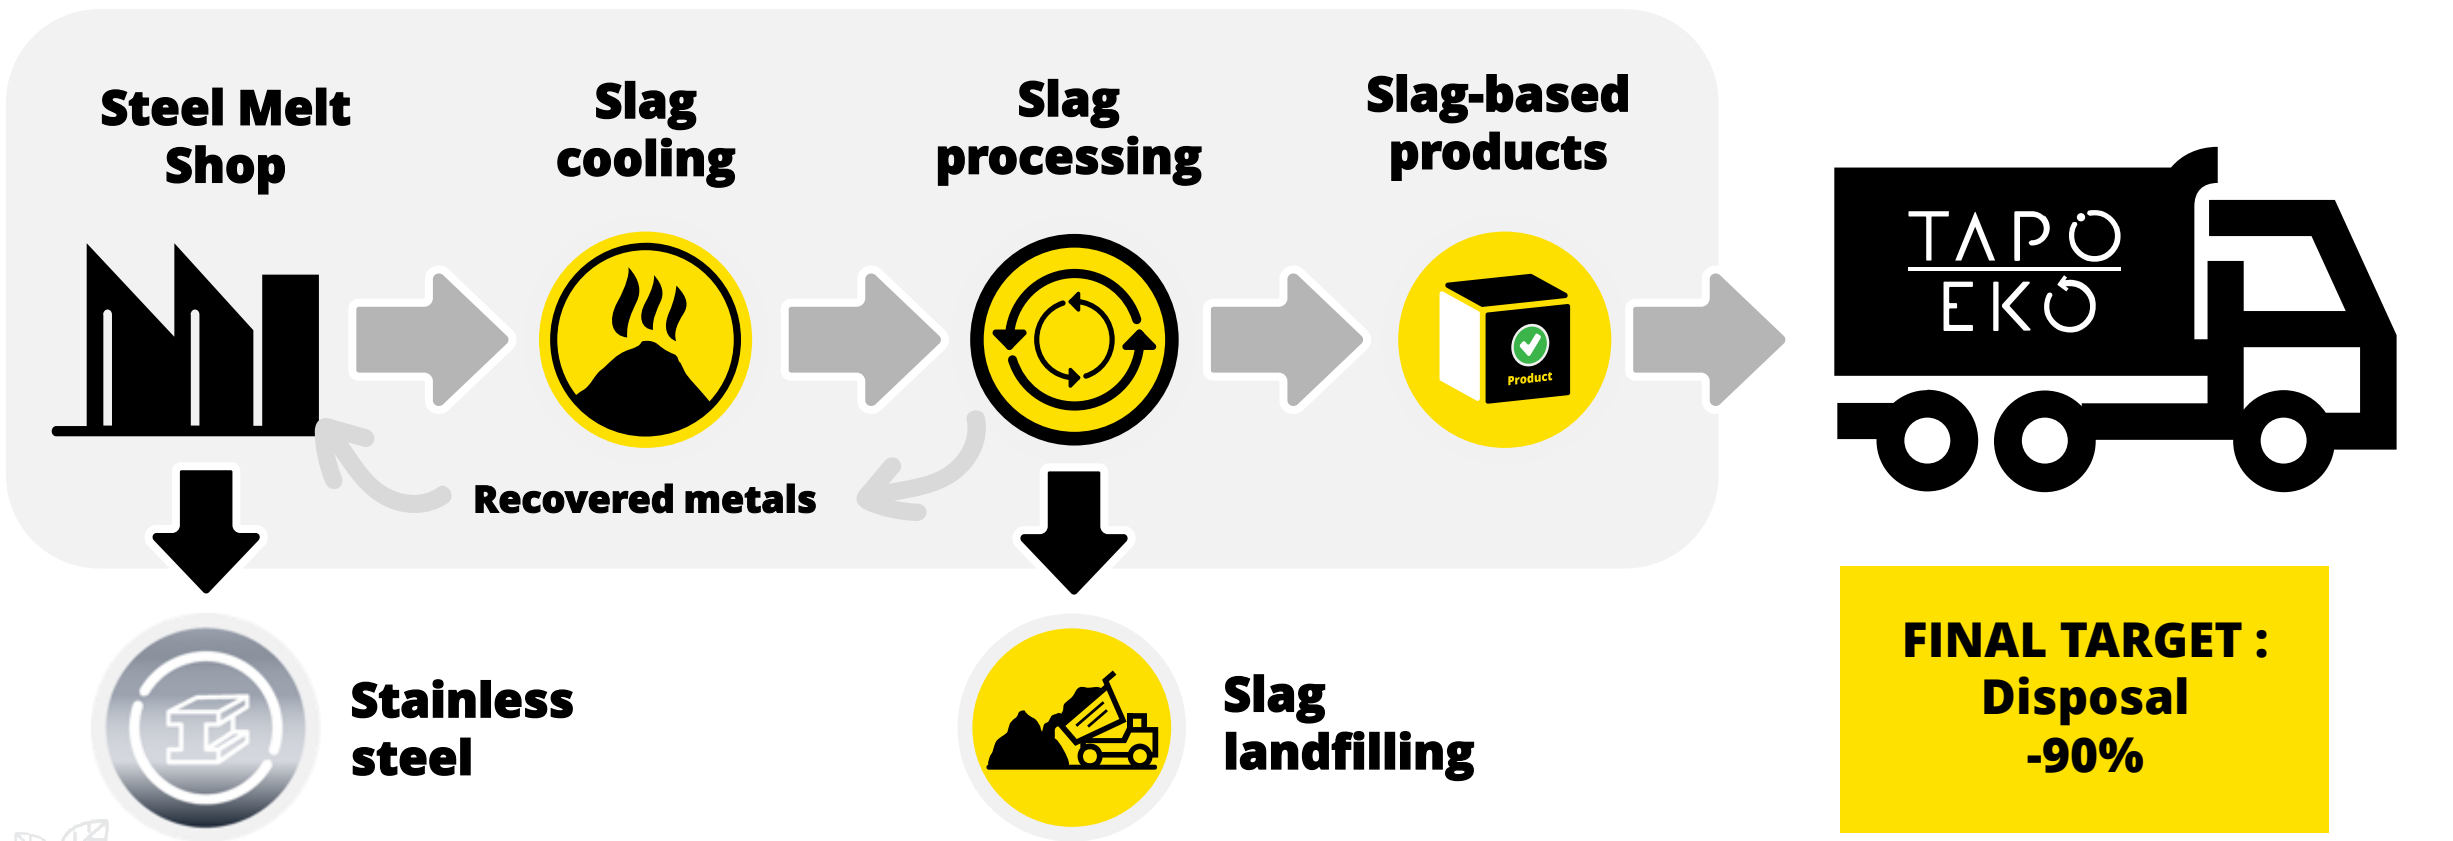 Steel Melt
Shop
Slag
cooling
Slag
processing
Slag-based
products
Product
TAPO
EKO
Recovered metals
Stainless
steel
Slag
landfilling
FINAL TARGET :
Disposal
-90%